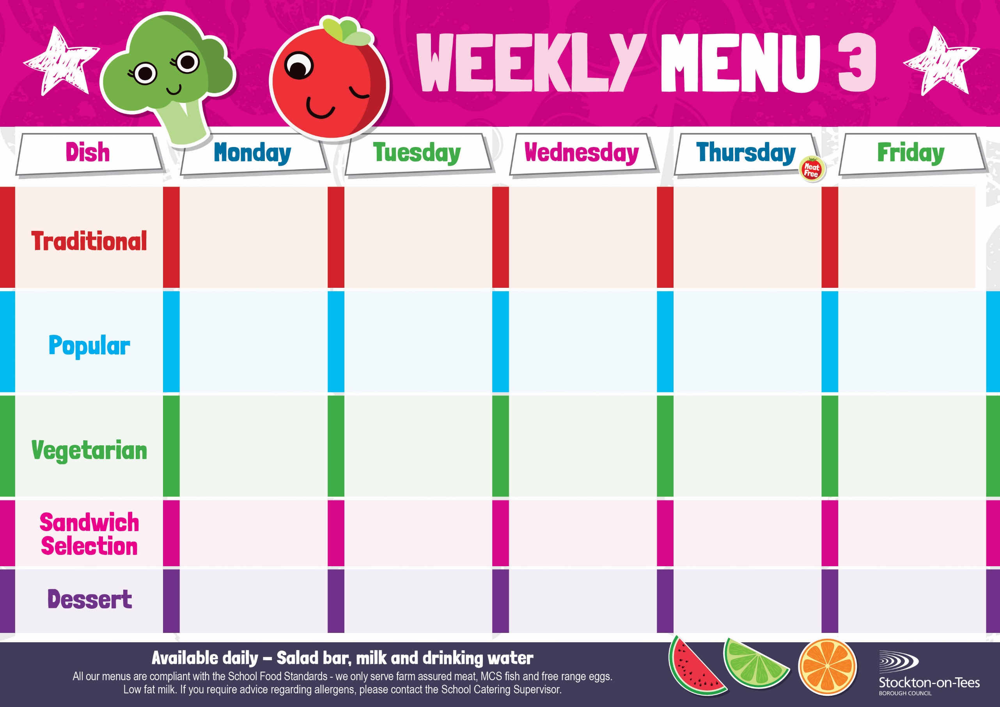 WEEKLY MENU 3
Dish
Monday
Tuesday
Wednesday
Thursday
Meat
Free
Friday
Traditional
Popular
Vegetarian
Sandwich
Selection
Dessert
Available daily – Salad bar, milk and drinking water
All our menus are compliant with the School Food Standards - we only serve farm assured meat, MCS fish and free range eggs.
Low fat milk. If you require advice regarding allergens, please contact the School Catering Supervisor.
Stockton-on-Tees
BOROUGH COUNCIL